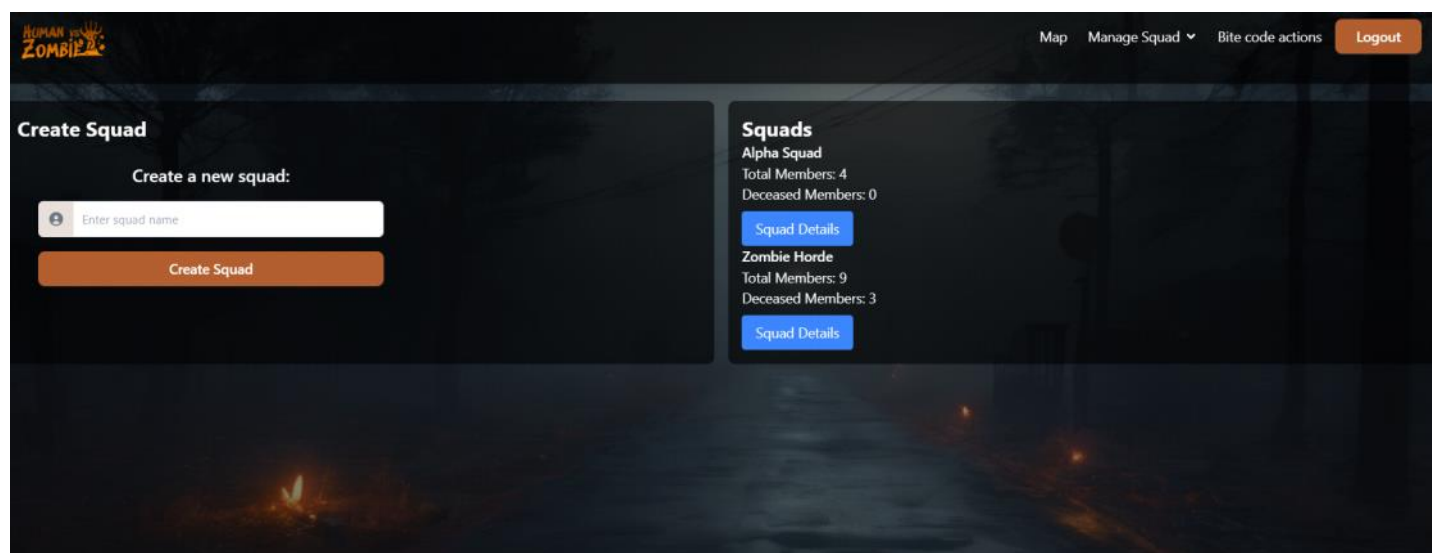 HUMAN vs
ZOMBIE
Map Manage Squad Bite code actions Logout
Create Squad
Create a new squad:
Enter squad name
Create Squad
Squads
Alpha Squad
Total Members: 4
Deceased Members: 0
Squad Details
Zombie Horde
Total Members: 9
Deceased Members: 3
Squad Details